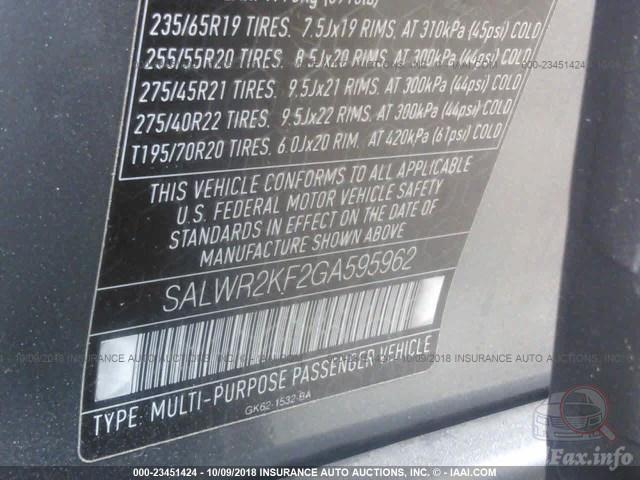 235/65R19 TIRES. 7.5Jx19 RIMS. AT 310kPa (45psi) COLD
255/55R20 TIRES. 8.5Jx20 RIMS. AT 300kPa (44psi) COLD
275/45R21 TIRES. 9.5Jx21 RIMS. AT 300kPa (44psi) COLD
275/40R22 TIRES. 9.5Jx22 RIMS. AT 300kPa (44psi) COLD
T195/70R20 TIRES. 6.0Jx20 RIM. AT 420kPa (61psi) COLD
THIS VEHICLE CONFORMS TO ALL APPLICABLE
U.S. FEDERAL MOTOR VEHICLE SAFETY
STANDARDS IN EFFECT ON THE DATE OF
MANUFACTURE SHOWN ABOVE
SALWR2KF2GA595962
TYPE: MULTI-PURPOSE PASSENGER VEHICLE
GK62-1532-BA
000-23451424 - 10/09/2018 INSURANCE AUTO AUCTIONS, INC. - © - IAAI.COM
Fax.info